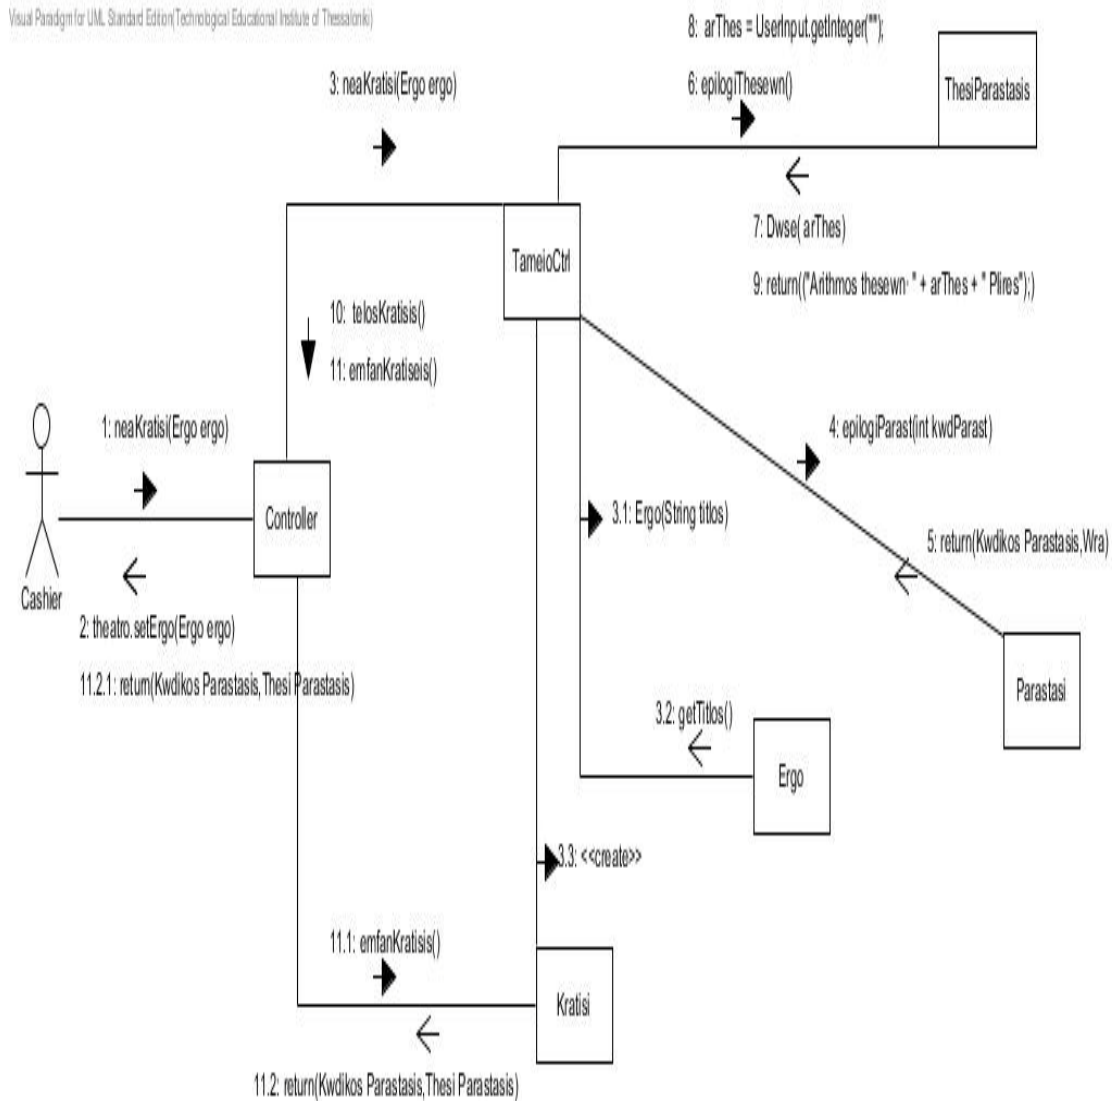 Visual Paradigm for UML Standard Edition(Technological Educational Institute of Thessaloniki)
8: arThes = UserInput.getInteger("");
3: neaKratisi(Ergo ergo)
6: epilogiThesewn()
ThesiParastasis
7: Dwse( arThes)
TameioCtrl
9: return(("Arithmos thesewn· " + arThes + " Plires");)
10: telosKratisis()
11: emfanKratiseis()
1: neaKratisi(Ergo ergo)
4: epilogiParast(int kwdParast)
Controller
3.1: Ergo(String titlos)
5: return(Kwdikos Parastasis,Wra)
Cashier
2: theatro.setErgo(Ergo ergo)
11.2.1: return(Kwdikos Parastasis,Thesi Parastasis)
Parastasi
3.2: getTitlos()
Ergo
3.3: <<create>>
11.1: emfanKratisis()
Kratisi
11.2: return(Kwdikos Parastasis,Thesi Parastasis)